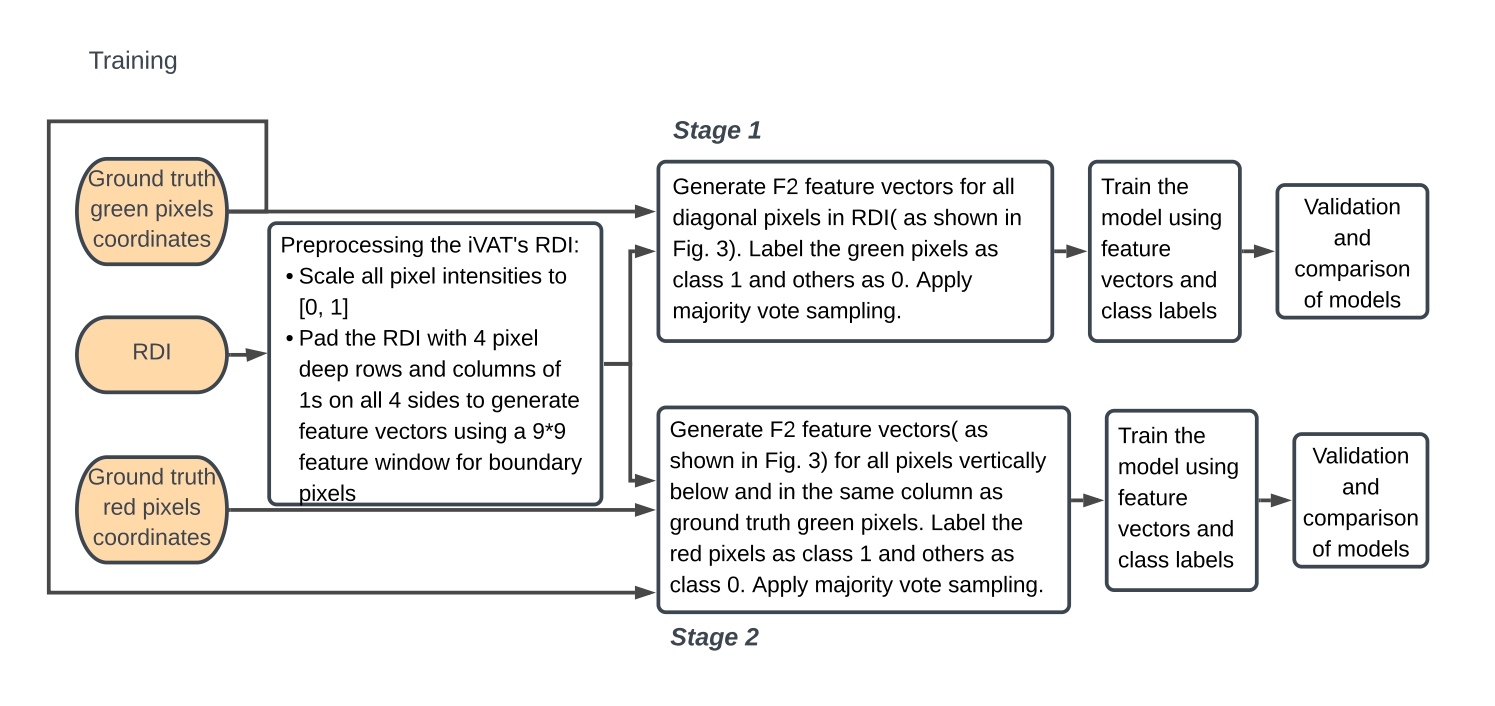 Training
Ground truth
green pixels
coordinates
RDI
Ground truth
red pixels
coordinates
Preprocessing the iVAT's RDI:
• Scale all pixel intensities to
[0, 1]
• Pad the RDI with 4 pixel
deep rows and columns of
1s on all 4 sides to generate
feature vectors using a 9*9
feature window for boundary
pixels
Stage 1
Generate F2 feature vectors for all
diagonal pixels in RDI( as shown in
Fig. 3). Label the green pixels as
class 1 and others as 0. Apply
majority vote sampling.
Train the
model using
feature
vectors and
class labels
Validation
and
comparison
of models
Generate F2 feature vectors( as
shown in Fig. 3) for all pixels vertically
below and in the same column as
ground truth green pixels. Label the
red pixels as class 1 and others as
class 0. Apply majority vote sampling.
Train the
model using
feature
vectors and
class labels
Validation
and
comparison
of models
Stage 2